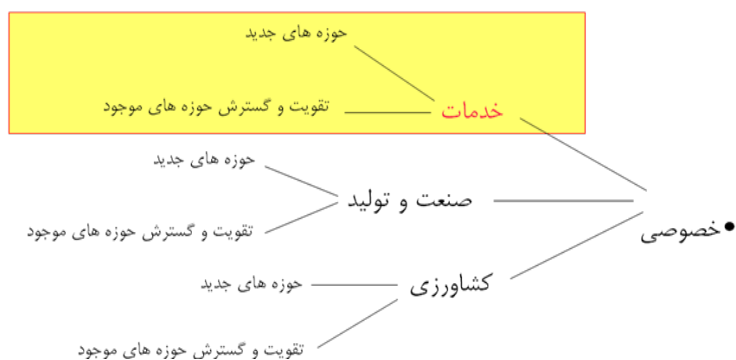 حوزه های جدید
تقویت و گسترش حوزه های موجود
خدمات
حوزه های جدید
صنعت و تولید
تقویت و گسترش حوزه های موجود
•خصوصی
حوزه های جدید
کشاورزی
تقویت و گسترش حوزه های موجود